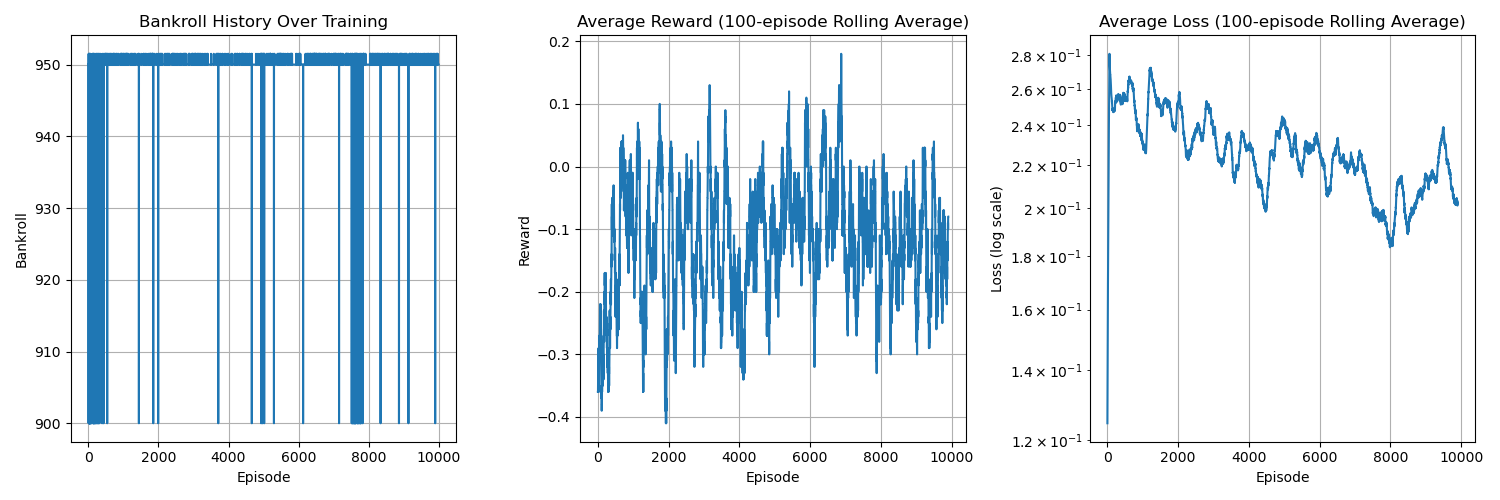 Bankroll History Over Training
Bankroll
950
940
930
920
910
900
0 2000 4000 6000 8000 10000
Episode
Average Reward (100-episode Rolling Average)
Reward
0.2
0.1
0.0
−0.1
−0.2
−0.3
−0.4
0 2000 4000 6000 8000 10000
Episode
Average Loss (100-episode Rolling Average)
Loss (log scale)
2.8 × 10⁻¹
2.6 × 10⁻¹
2.4 × 10⁻¹
2.2 × 10⁻¹
2 × 10⁻¹
1.8 × 10⁻¹
1.6 × 10⁻¹
1.4 × 10⁻¹
1.2 × 10⁻¹
0 2000 4000 6000 8000 10000
Episode